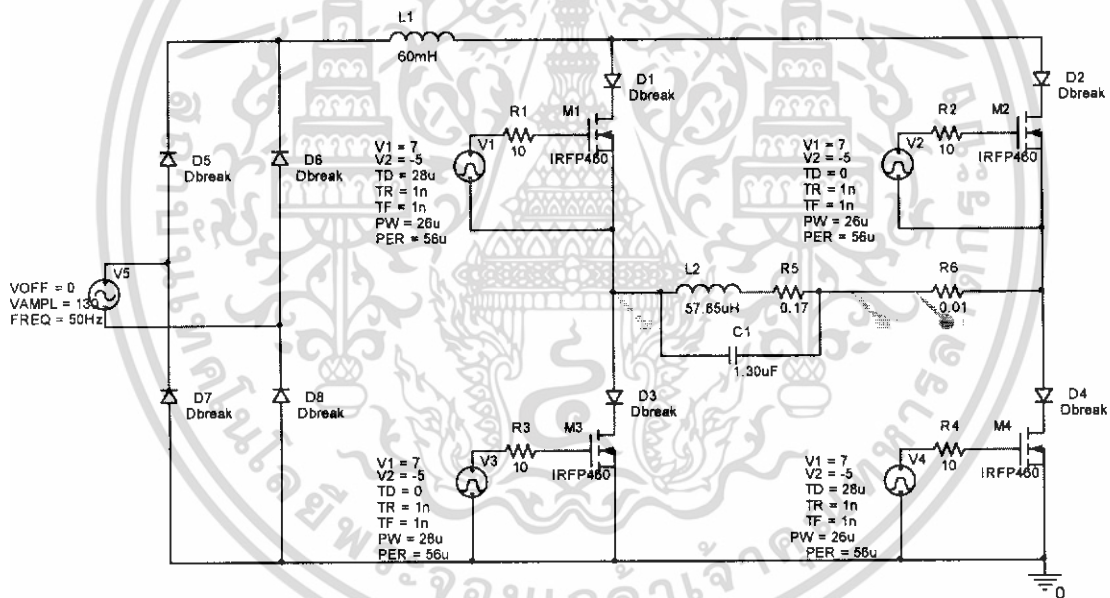 L1
60mH
D1
Dbreak
D2
Dbreak
R1
10
M1
IRFP460
V1
V1 = 7
V2 = -5
TD = 28u
TR = 1n
TF = 1n
PW = 26u
PER = 56u
R2
10
M2
IRFP460
V2
V1 = 7
V2 = -5
TD = 0
TR = 1n
TF = 1n
PW = 26u
PER = 56u
D5
Dbreak
D6
Dbreak
V5
VOFF = 0
VAMPL = 130
FREQ = 50Hz
L2
57.85uH
R5
0.17
R6
0.01
C1
1.30uF
D7
Dbreak
D8
Dbreak
D3
Dbreak
D4
Dbreak
R3
10
M3
IRFP460
V3
V1 = 7
V2 = -5
TD = 0
TR = 1n
TF = 1n
PW = 28u
PER = 56u
R4
10
M4
IRFP460
V4
V1 = 7
V2 = -5
TD = 28u
TR = 1n
TF = 1n
PW = 26u
PER = 56u
0